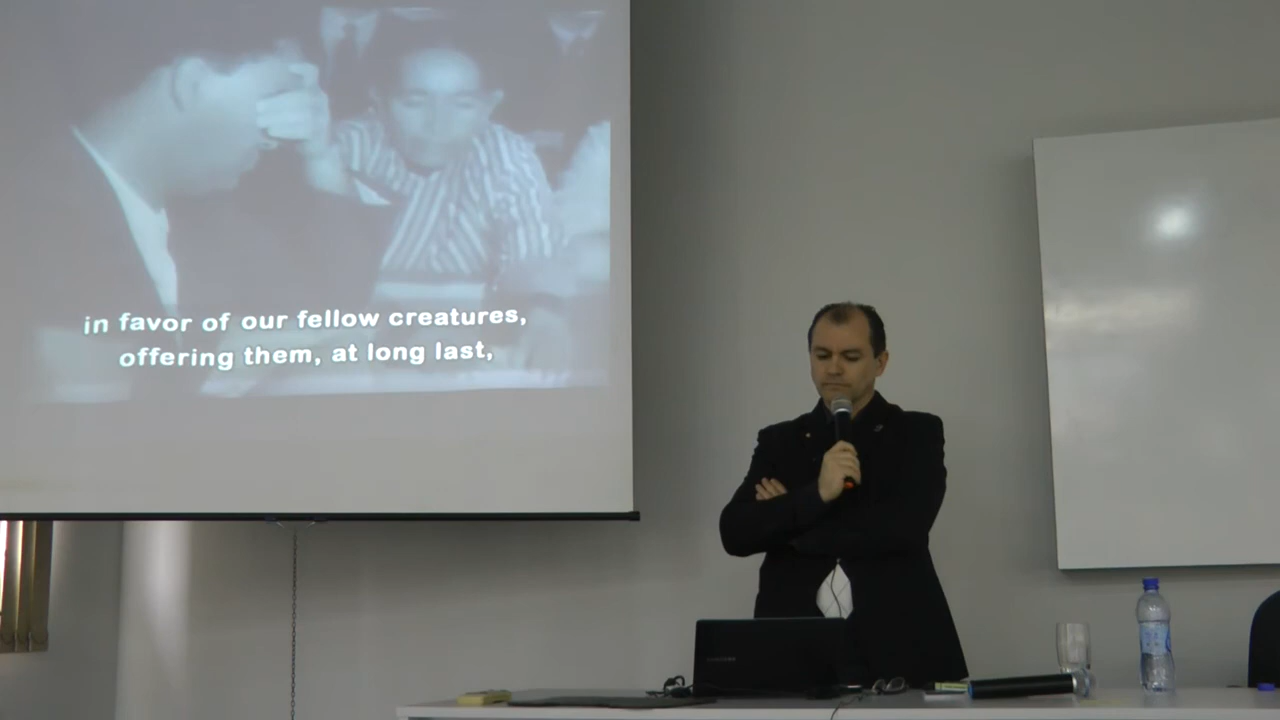 in favor of our fellow creatures,
offering them, at long last,